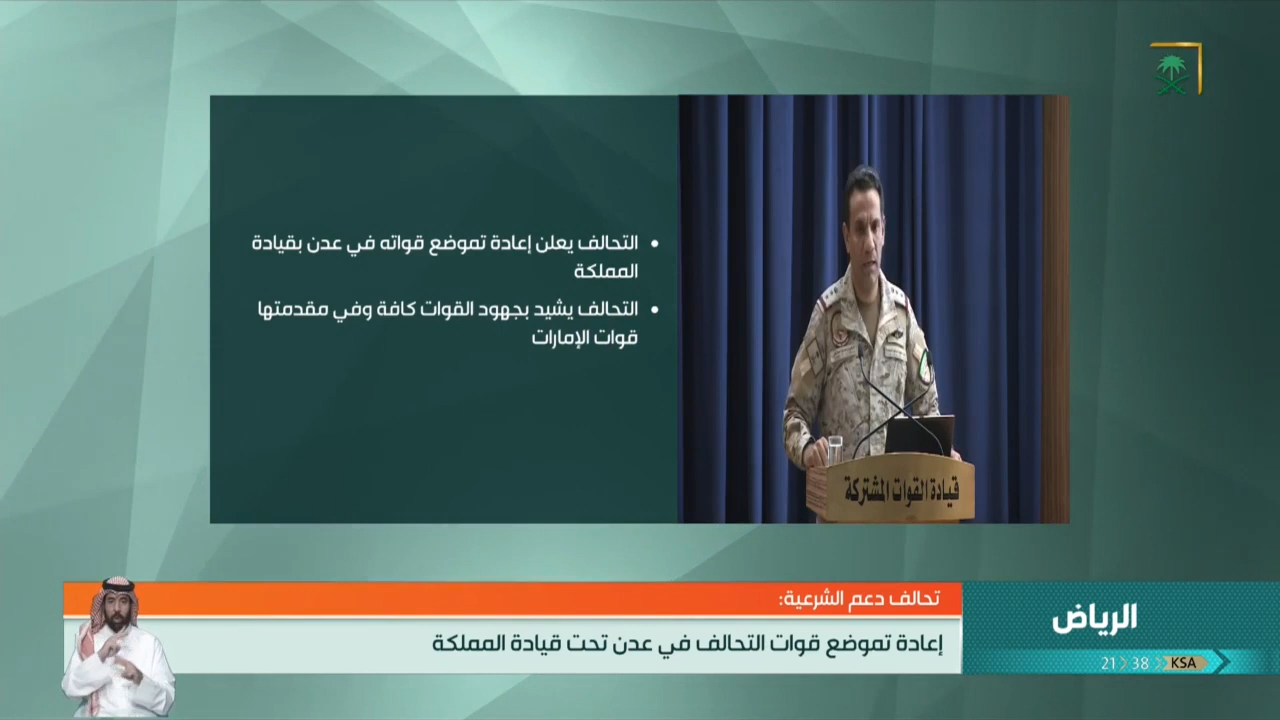 • التحالف يعلن إعادة تموضع قواته في عدن بقيادة
المملكة
• التحالف يشيد بجهود القوات كافة وفي مقدمتها
قوات الإمارات
قيادة القوات المشتركة
تحالف دعم الشرعية:
إعادة تموضع قوات التحالف في عدن تحت قيادة المملكة
الرياض
21 38 KSA